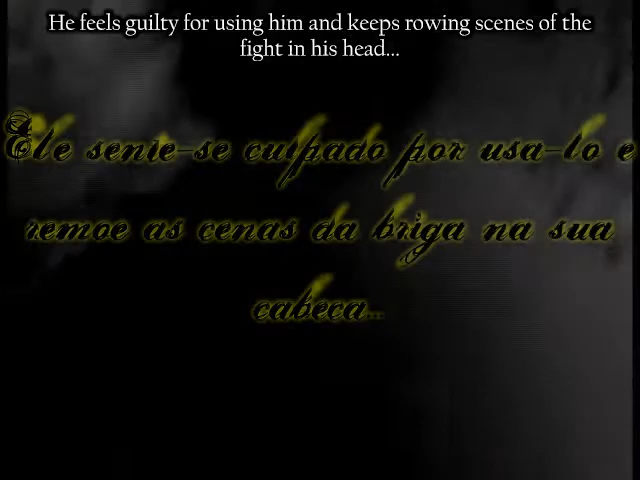 He feels guilty for using him and keeps rowing scenes of the
fight in his head...
Ele sente-se culpado por usa-lo e
remoe as cenas da briga na sua
cabeca...